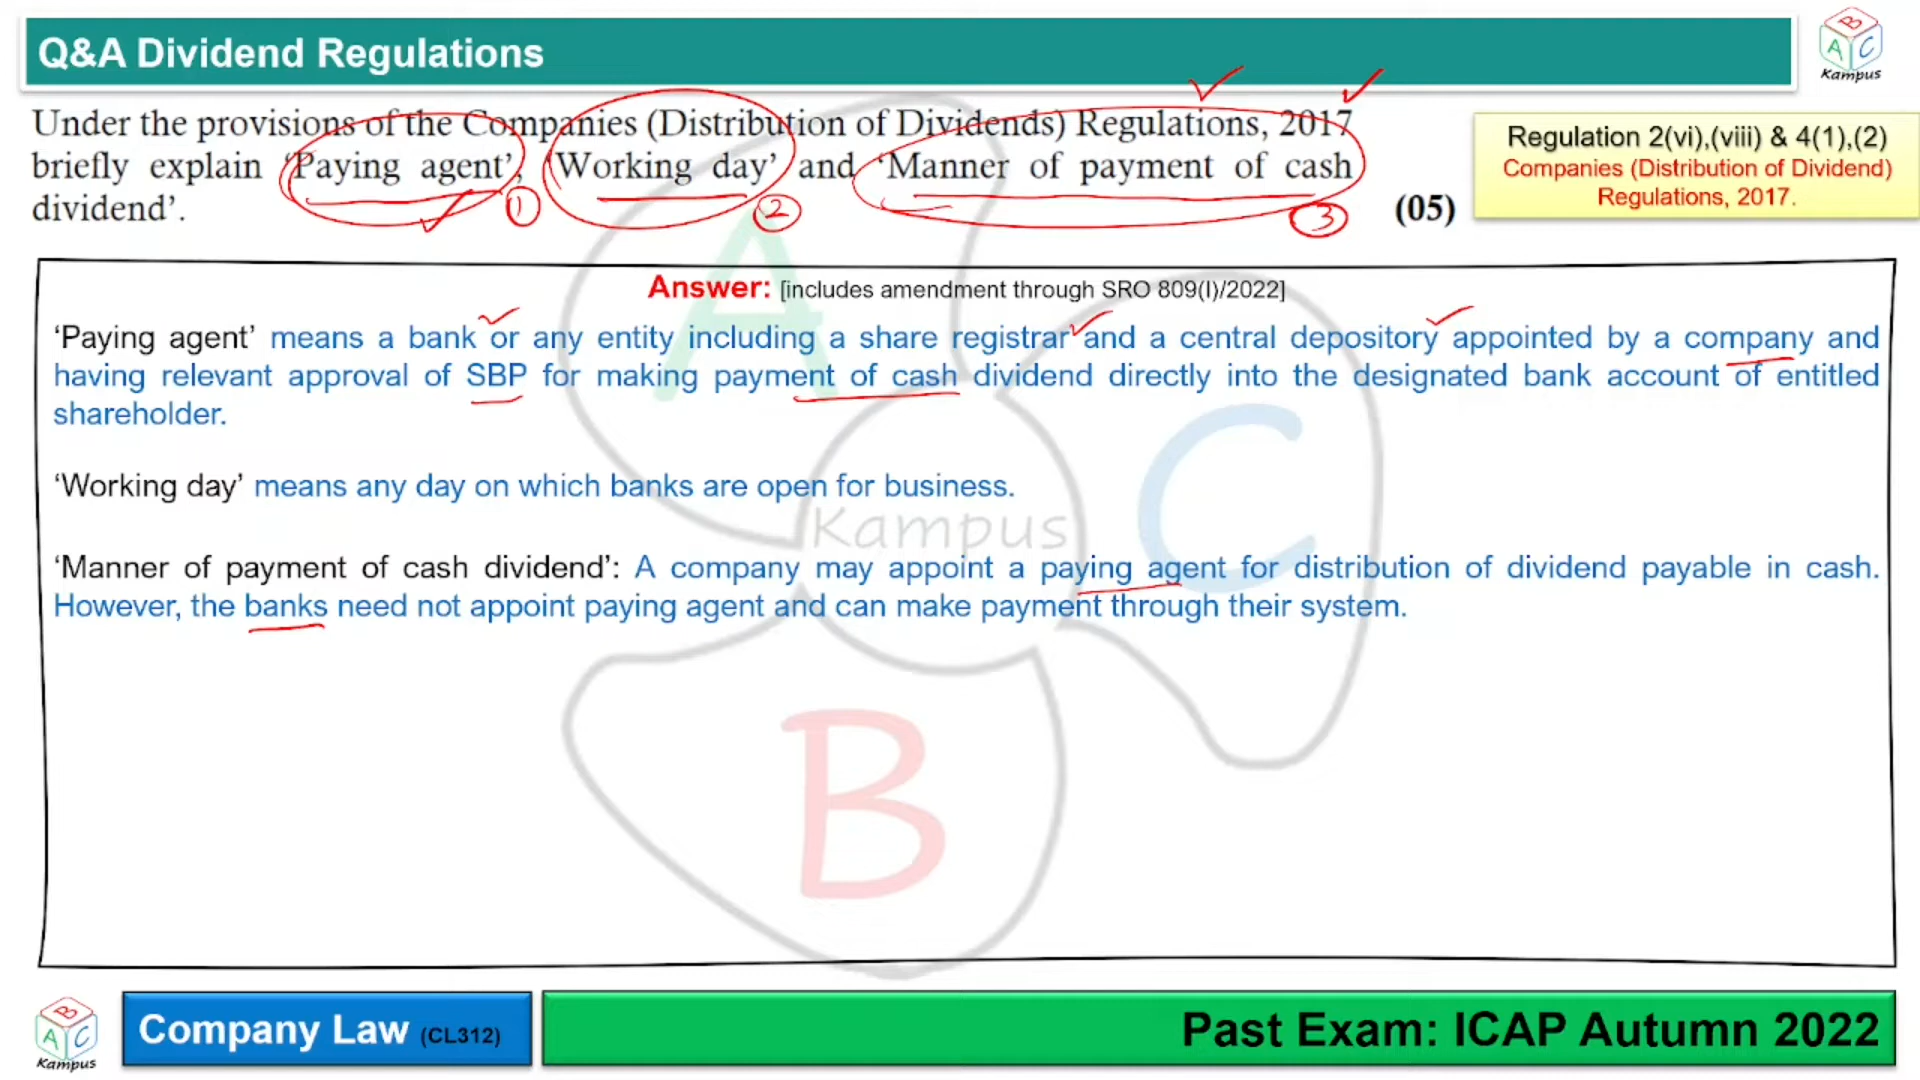 Q&A Dividend Regulations
B
A C
Kampus
Under the provisions of the Companies (Distribution of Dividends) Regulations, 2017
briefly explain ‘Paying agent’, ‘Working day’ and ‘Manner of payment of cash
dividend’.
(05)
1
2
3
Regulation 2(vi),(viii) & 4(1),(2)
Companies (Distribution of Dividend)
Regulations, 2017.
Answer: [includes amendment through SRO 809(I)/2022]
‘Paying agent’ means a bank or any entity including a share registrar and a central depository appointed by a company and
having relevant approval of SBP for making payment of cash dividend directly into the designated bank account of entitled
shareholder.
‘Working day’ means any day on which banks are open for business.
‘Manner of payment of cash dividend’: A company may appoint a paying agent for distribution of dividend payable in cash.
However, the banks need not appoint paying agent and can make payment through their system.
A
C
Kampus
B
B
A C
Kampus
Company Law (CL312)
Past Exam: ICAP Autumn 2022